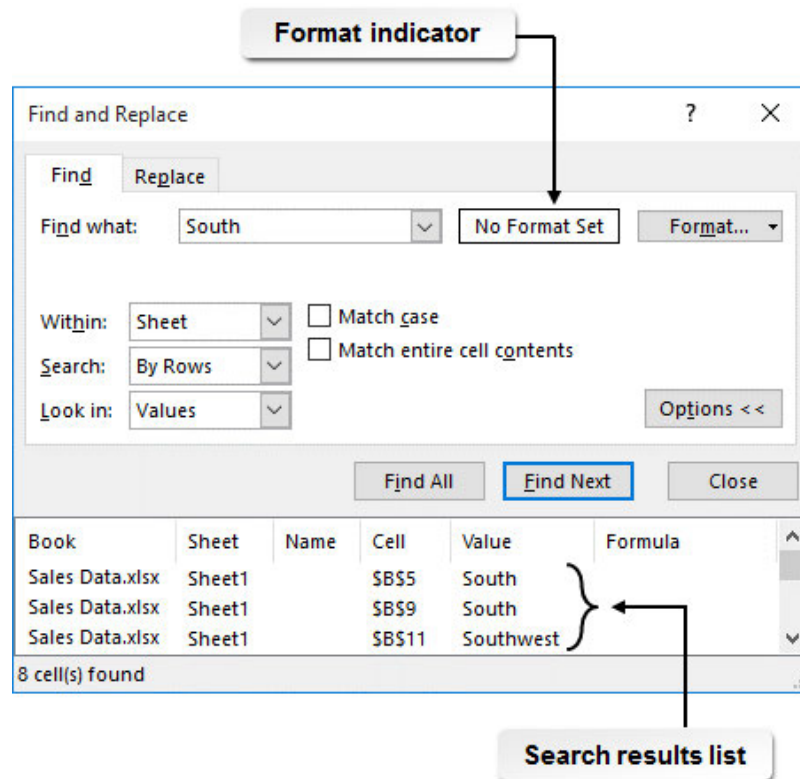 Format indicator
Find and Replace ?
Find Replace
Find what: South No Format Set Format...
Within: Sheet Match case
Match entire cell contents
Search: By Rows
Look in: Values Options <<
Find All Find Next Close
Book Sheet Name Cell Value Formula
Sales Data.xlsx Sheet1 $B$5 South
Sales Data.xlsx Sheet1 $B$9 South
Sales Data.xlsx Sheet1 $B$11 Southwest
8 cell(s) found
Search results list